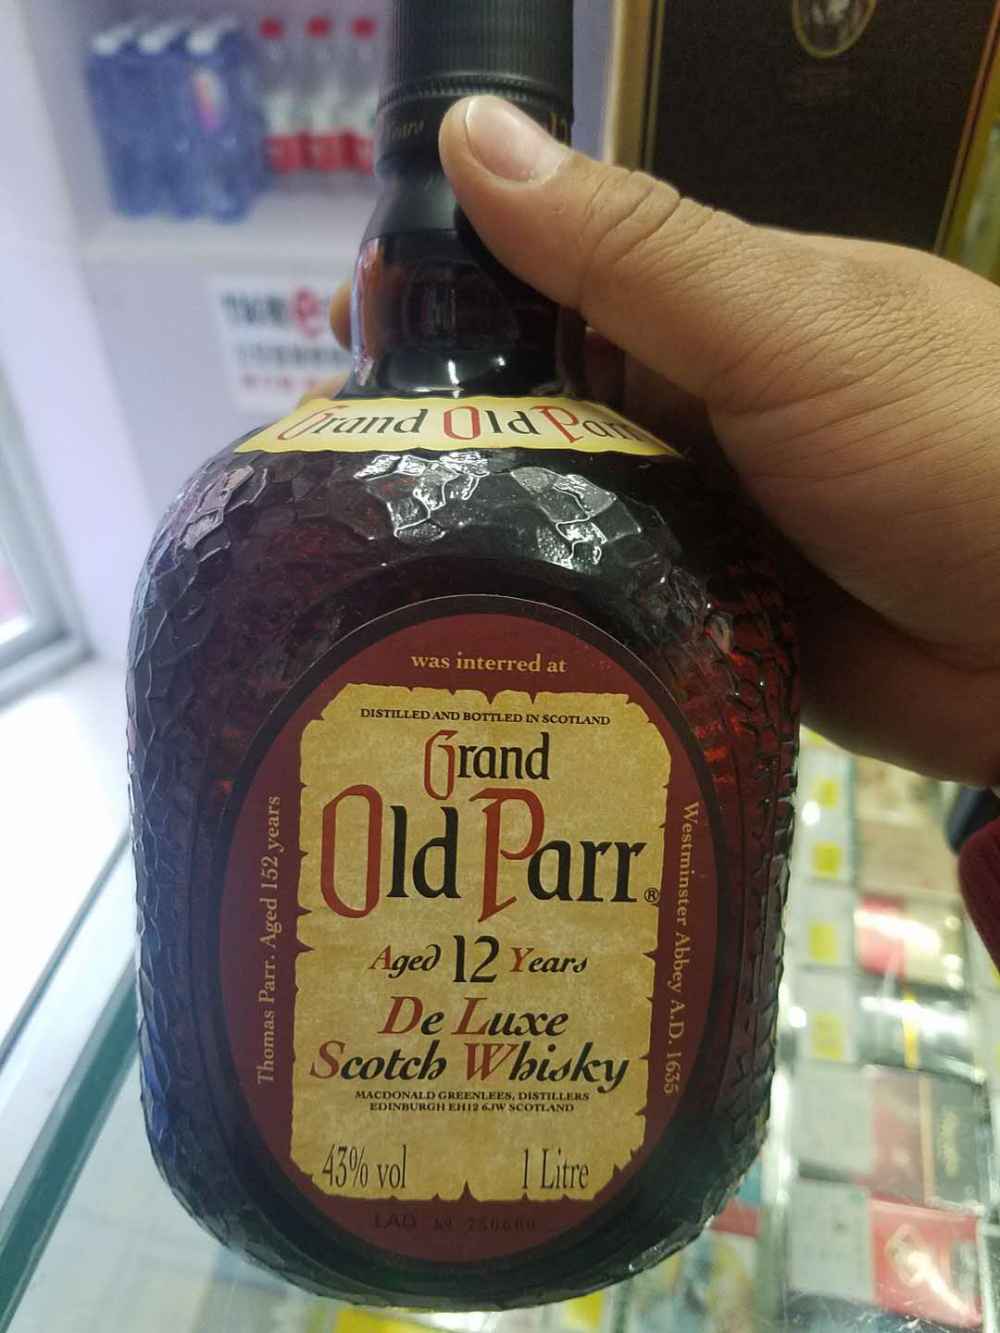 Grand Old Parr
was interred at
DISTILLED AND BOTTLED IN SCOTLAND
Grand
Old Parr®
Thomas Parr. Aged 152 years
Westminster Abbey A.D. 1635
Aged 12 Years
De Luxe
Scotch Whisky
MACDONALD GREENLEES, DISTILLERS
EDINBURGH EH12 6JW SCOTLAND
43% vol 1 Litre
LAD